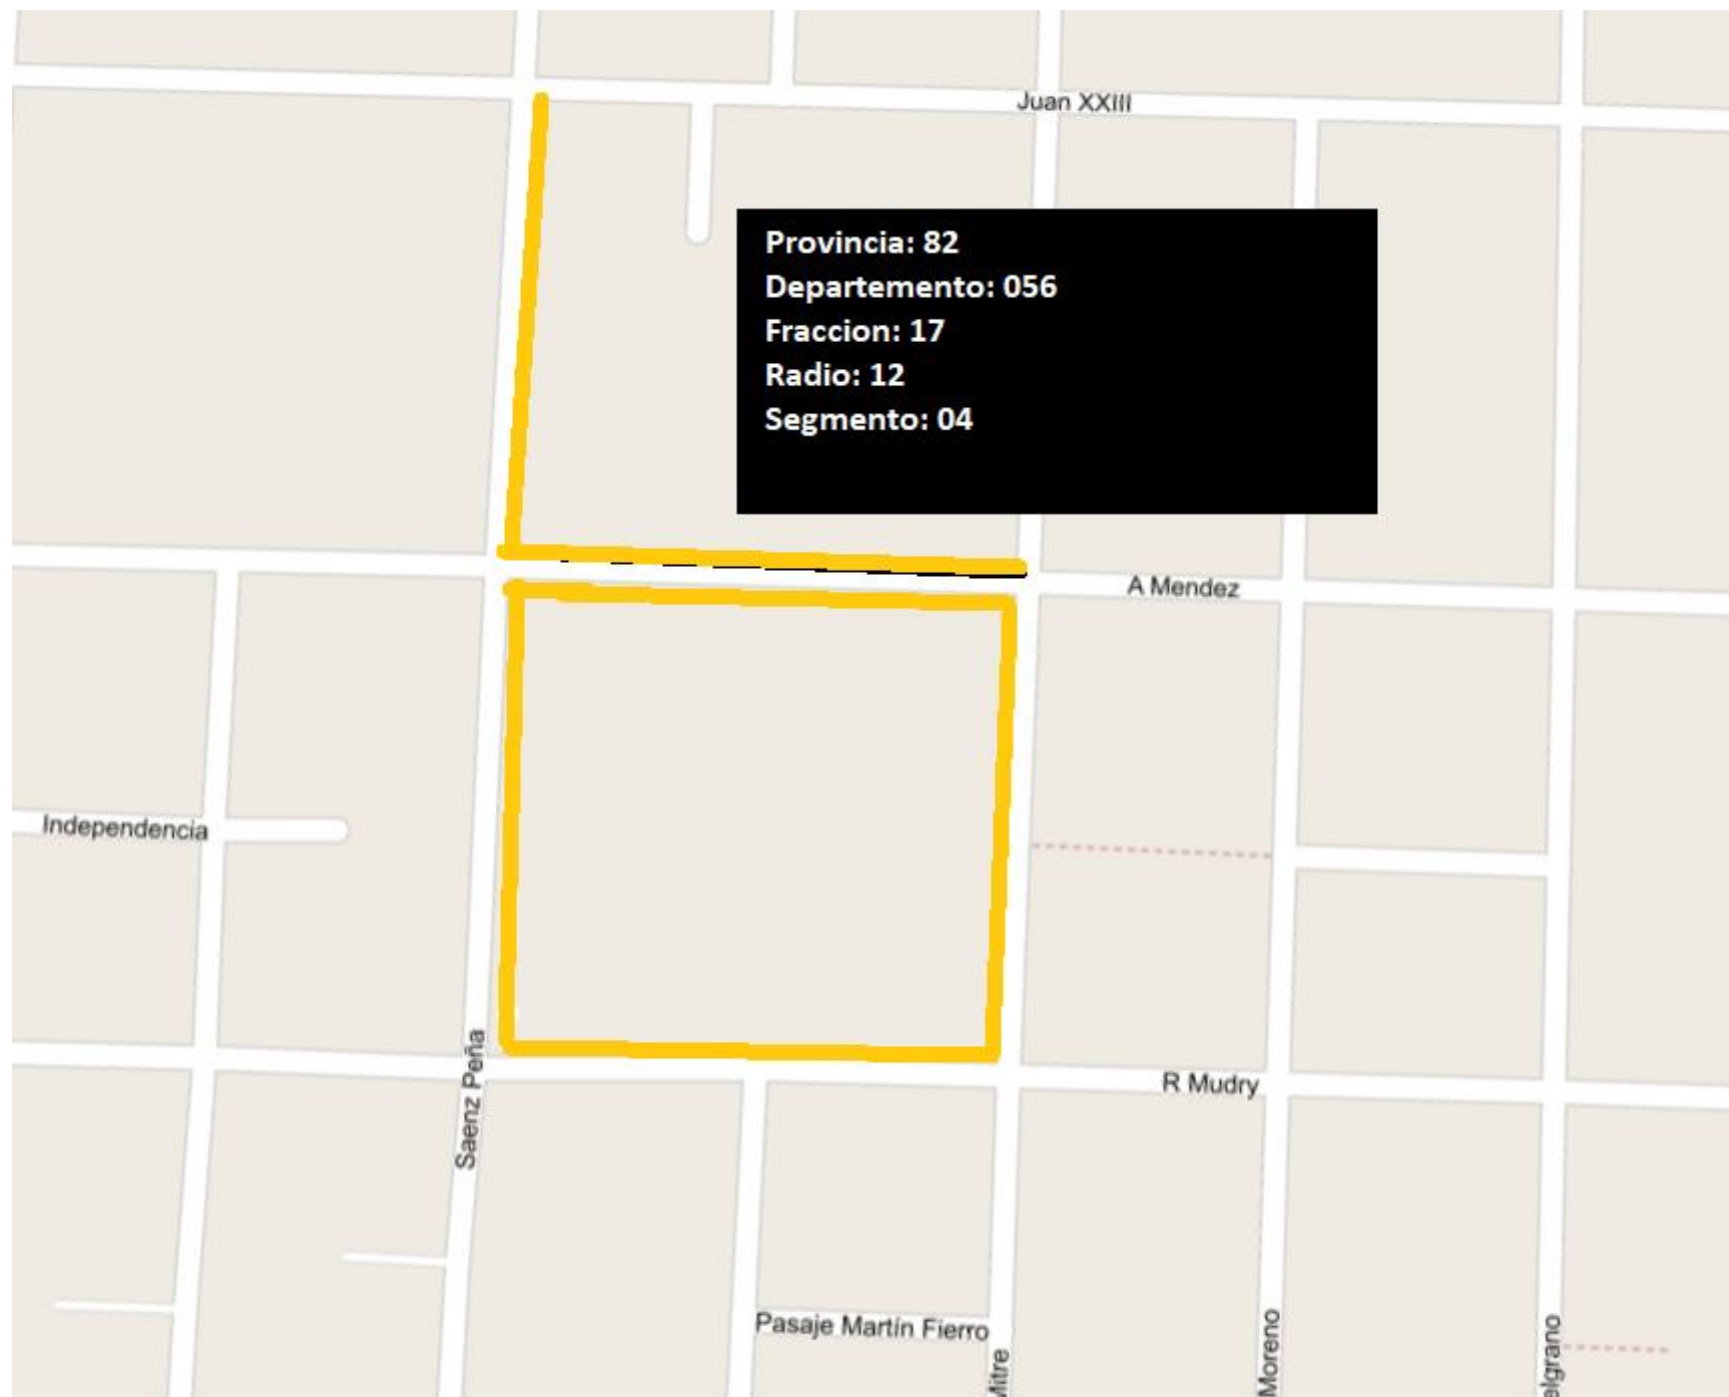 Juan XXIII
Provincia: 82
Departemento: 056
Fraccion: 17
Radio: 12
Segmento: 04
A Mendez
Independencia
Saenz Peña
R Mudry
Pasaje Martín Fierro
Mitre
Moreno
elgrano